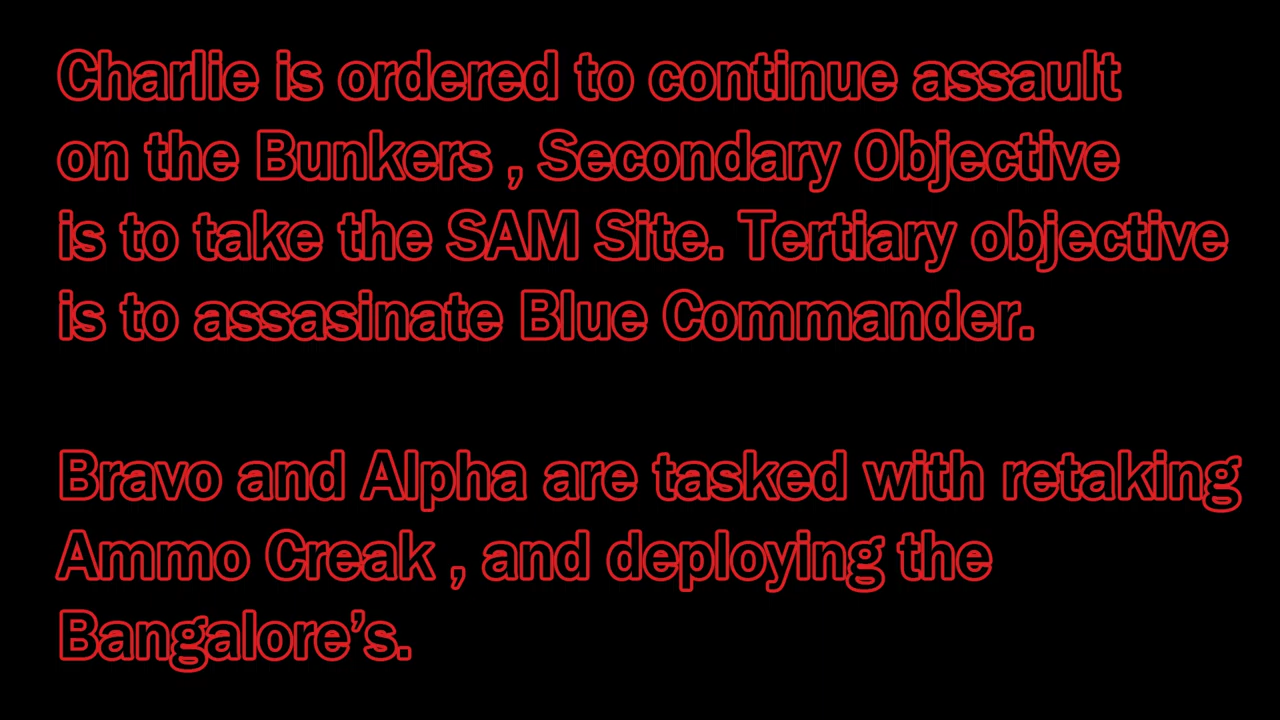 Charlie is ordered to continue assault
on the Bunkers , Secondary Objective
is to take the SAM Site. Tertiary objective
is to assasinate Blue Commander.
Bravo and Alpha are tasked with retaking
Ammo Creak , and deploying the
Bangalore’s.